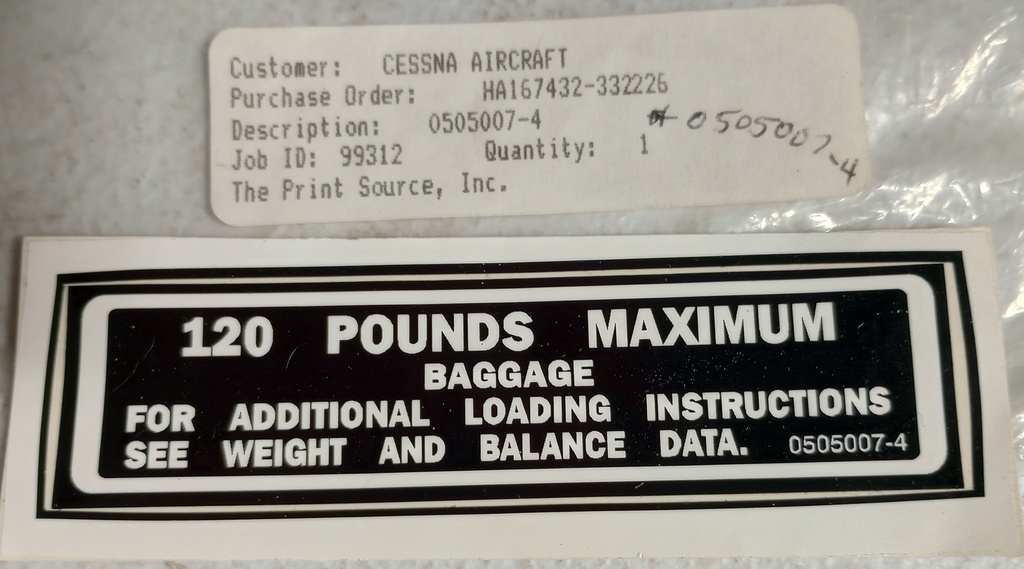 Customer: CESSNA AIRCRAFT
Purchase Order: HA167432-332226
Description: 0505007-4
Job ID: 99312 Quantity: 1
The Print Source, Inc.
# 0505007-4
120 POUNDS MAXIMUM
BAGGAGE
FOR ADDITIONAL LOADING INSTRUCTIONS
SEE WEIGHT AND BALANCE DATA. 0505007-4